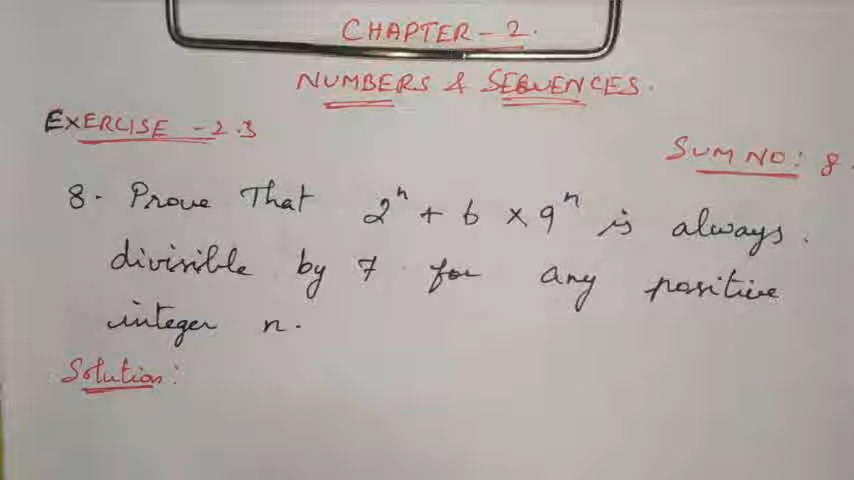 CHAPTER - 2.
NUMBERS & SEQUENCES.
EXERCISE - 2.3
SUM NO: 8.
8. Prove That 2ⁿ + 6 × 9ⁿ is always
divisible by 7 for any positive
integer n.
Solution: